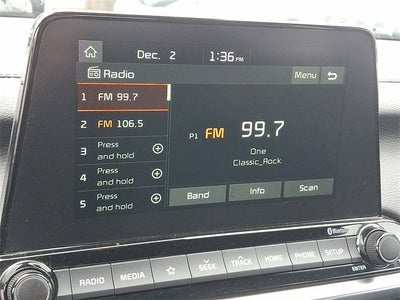 Dec. 2 1:36 PM
Radio Menu
1 FM 99.7
2 FM 106.5
3 Press and hold
4 Press and hold
5 Press and hold
P1 FM 99.7
One
Classic_Rock
Band Info Scan
Bluetooth
RADIO MEDIA SEEK TRACK HOME PHONE SETUP
ENTER